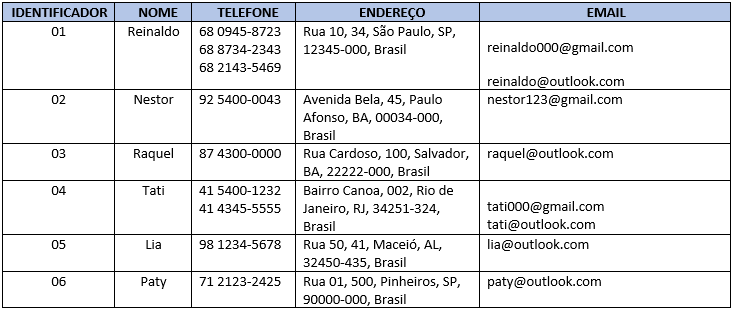 IDENTIFICADOR NOME TELEFONE ENDEREÇO EMAIL
01 Reinaldo 68 0945-8723 Rua 10, 34, São Paulo, SP,
68 8734-2343 12345-000, Brasil reinaldo000@gmail.com
68 2143-5469
reinaldo@outlook.com
02 Nestor 92 5400-0043 Avenida Bela, 45, Paulo nestor123@gmail.com
Afonso, BA, 00034-000,
Brasil
03 Raquel 87 4300-0000 Rua Cardoso, 100, Salvador, raquel@outlook.com
BA, 22222-000, Brasil
04 Tati 41 5400-1232 Bairro Canoa, 002, Rio de
41 4345-5555 Janeiro, RJ, 34251-324, tati000@gmail.com
Brasil tati@outlook.com
05 Lia 98 1234-5678 Rua 50, 41, Maceió, AL, lia@outlook.com
32450-435, Brasil
06 Paty 71 2123-2425 Rua 01, 500, Pinheiros, SP, paty@outlook.com
90000-000, Brasil